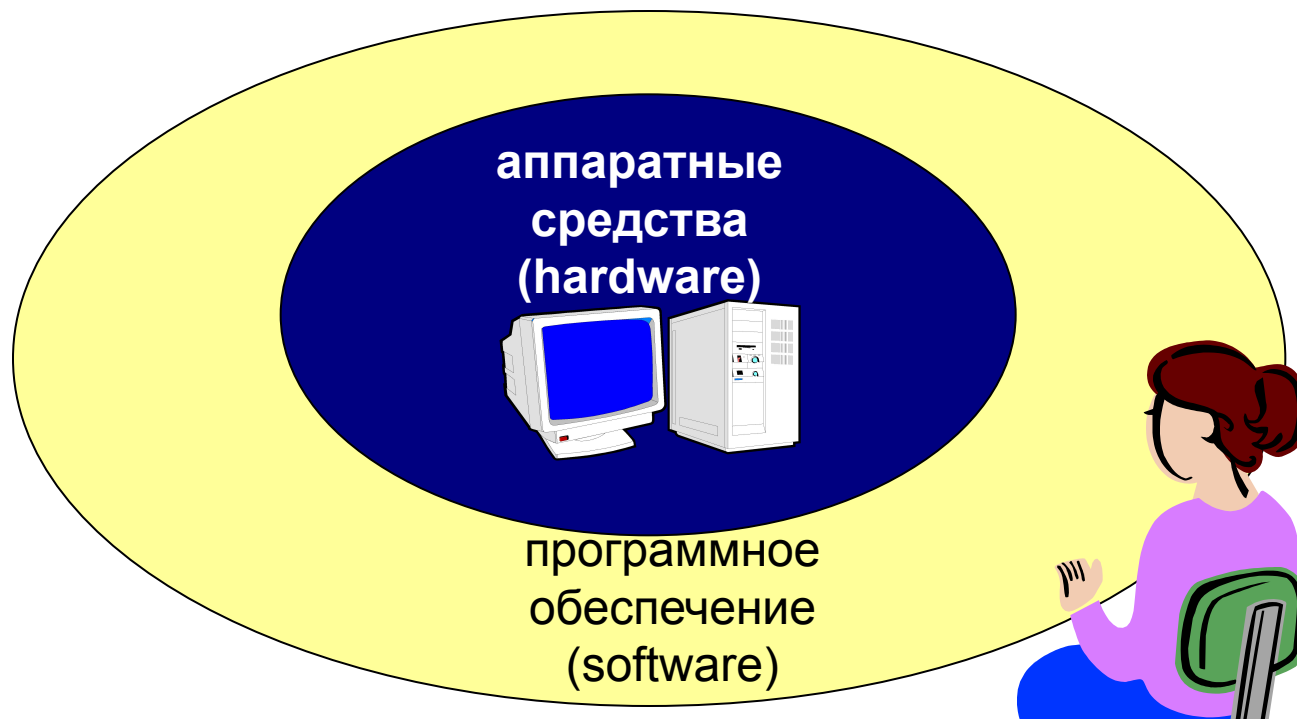 аппаратные
средства
(hardware)
программное
обеспечение
(software)